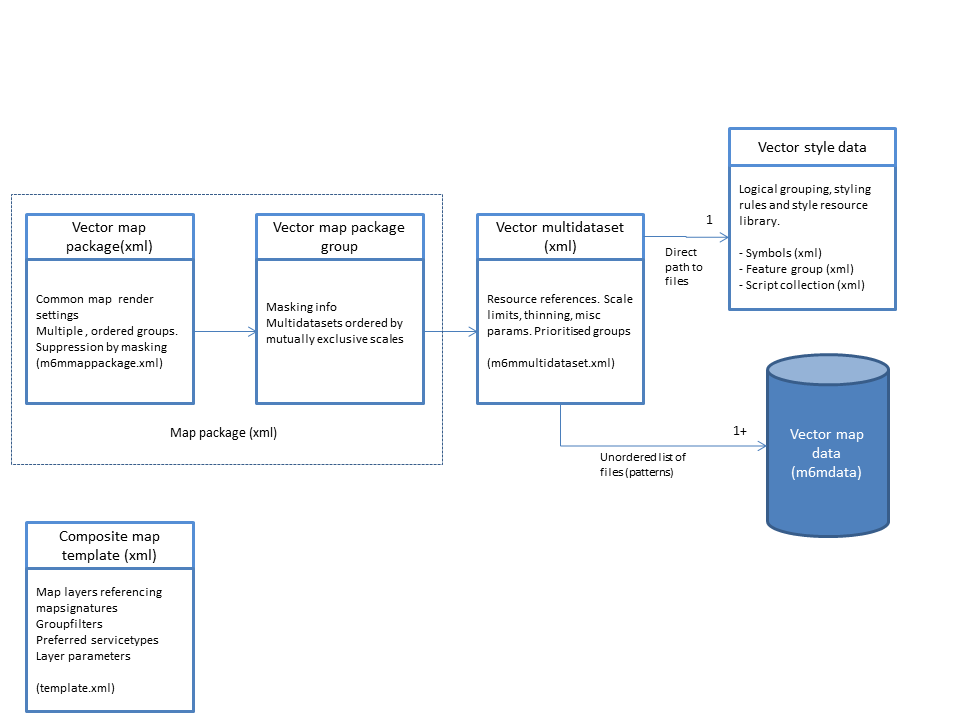 Vector style data
Logical grouping, styling
rules and style resource
library.
- Symbols (xml)
- Feature group (xml)
- Script collection (xml)
Vector map
package(xml)
Common map render
settings
Multiple , ordered groups.
Suppression by masking
(m6mmappackage.xml)
Vector map package
group
Masking info
Multidatasets ordered by
mutually exclusive scales
Map package (xml)
Vector multidataset
(xml)
Resource references. Scale
limits, thinning, misc
params. Prioritised groups
(m6mmultidataset.xml)
1
Direct
path to
files
1+
Unordered list of
files (patterns)
Vector map
data
(m6mdata)
Composite map
template (xml)
Map layers referencing
mapsignatures
Groupfilters
Preferred servicetypes
Layer parameters
(template.xml)